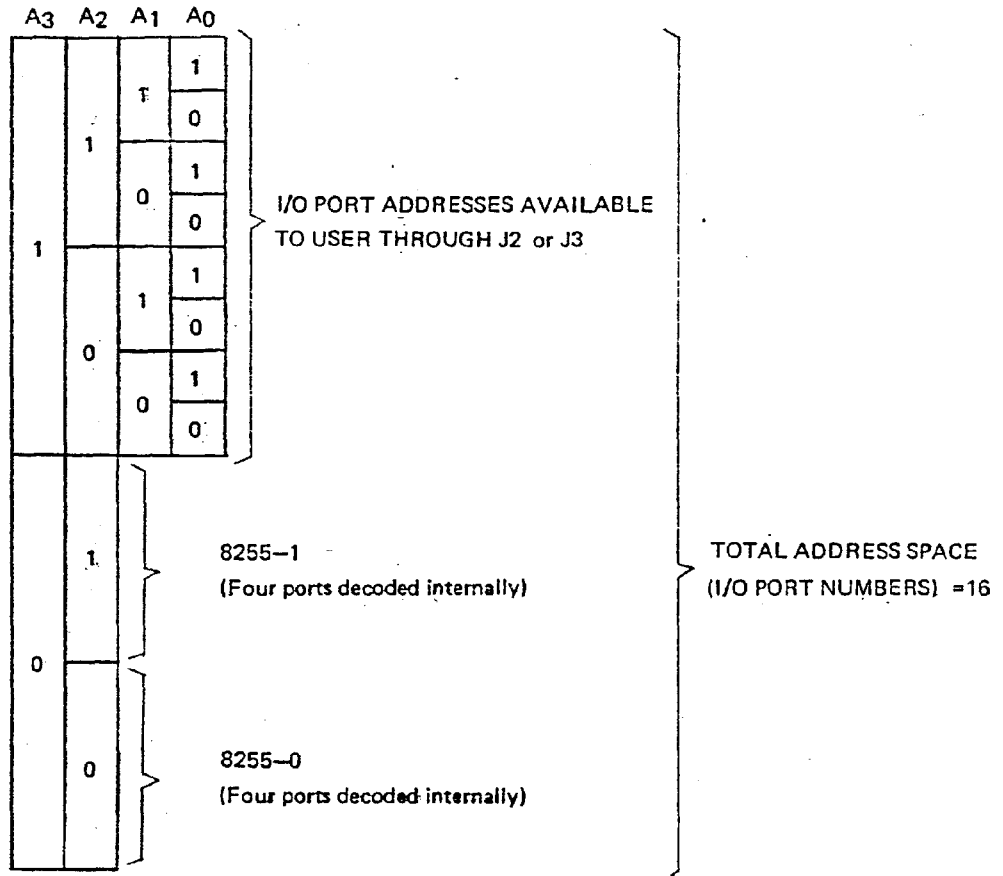 A3 A2 A1 A0
1
1
0
1
1
0
0
I/O PORT ADDRESSES AVAILABLE
TO USER THROUGH J2 or J3
1
1
1
0
0
1
0
0
1
8255–1
(Four ports decoded internally)
TOTAL ADDRESS SPACE
(I/O PORT NUMBERS) =16
0
0
8255–0
(Four ports decoded internally)